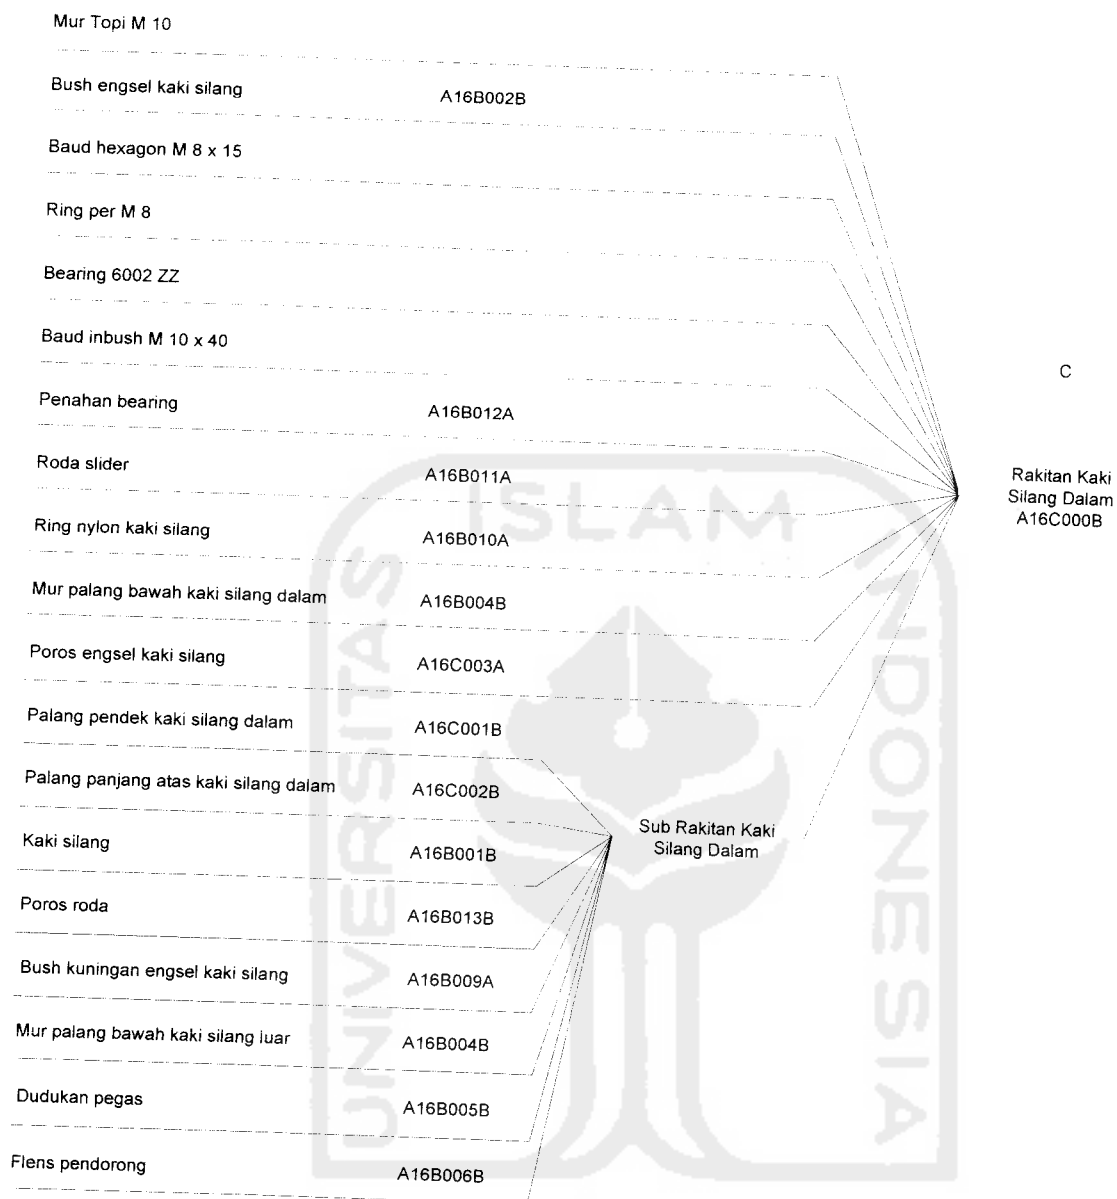 Mur Topi M 10
Bush engsel kaki silang A16B002B
Baud hexagon M 8 x 15
Ring per M 8
Bearing 6002 ZZ
Baud inbush M 10 x 40
C
Penahan bearing A16B012A
Roda slider A16B011A
Rakitan Kaki
Silang Dalam
A16C000B
Ring nylon kaki silang A16B010A
Mur palang bawah kaki silang dalam A16B004B
Poros engsel kaki silang A16C003A
Palang pendek kaki silang dalam A16C001B
Palang panjang atas kaki silang dalam A16C002B
Sub Rakitan Kaki
Silang Dalam
Kaki silang A16B001B
Poros roda A16B013B
Bush kuningan engsel kaki silang A16B009A
Mur palang bawah kaki silang luar A16B004B
Dudukan pegas A16B005B
Flens pendorong A16B006B
UNIVERSITAS
ISLAM
INDONESIA